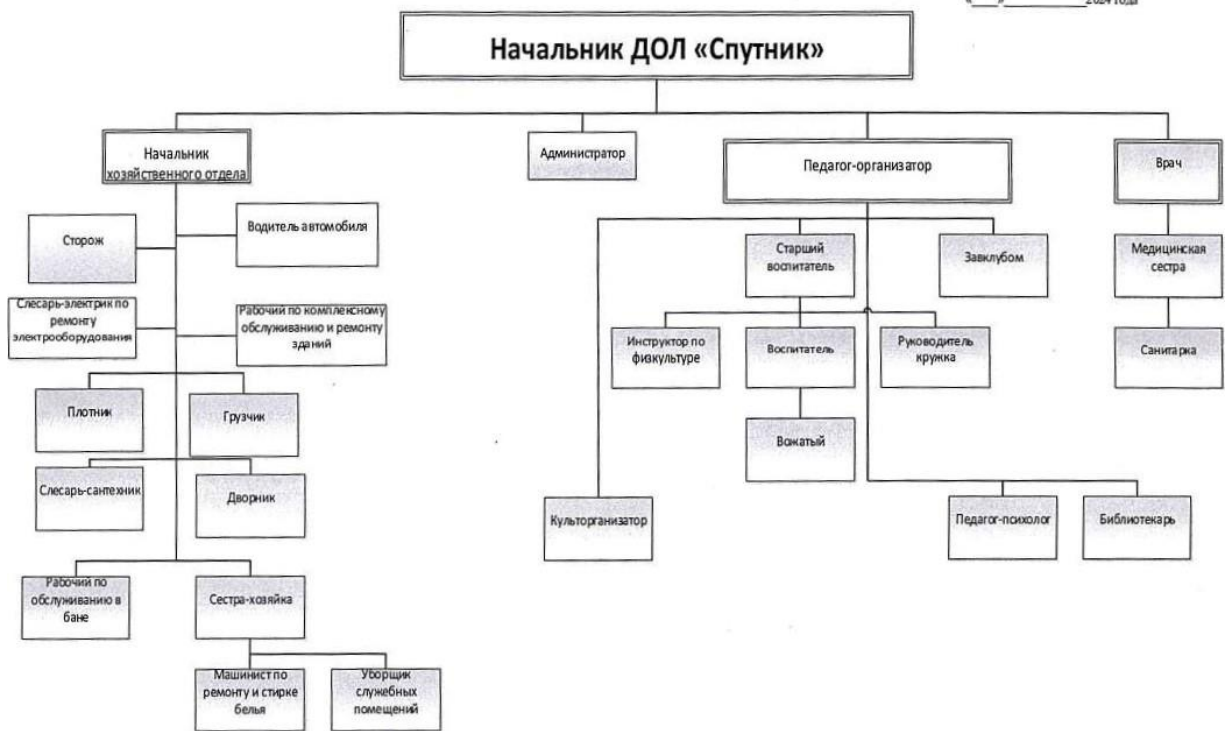 «___»____________2024 года
Начальник ДОЛ «Спутник»
Начальник
хозяйственного отдела
Администратор
Педагог-организатор
Врач
Сторож
Водитель автомобиля
Старший
воспитатель
Завклубом
Медицинская
сестра
Слесарь-электрик по
ремонту
электрооборудования
Рабочий по комплексному
обслуживанию и ремонту
зданий
Инструктор по
физкультуре
Воспитатель
Руководитель
кружка
Санитарка
Плотник
Грузчик
Вожатый
Слесарь-сантехник
Дворник
Культорганизатор
Педагог-психолог
Библиотекарь
Рабочий по
обслуживанию в
бане
Сестра-хозяйка
Машинист по
ремонту и стирке
белья
Уборщик
служебных
помещений